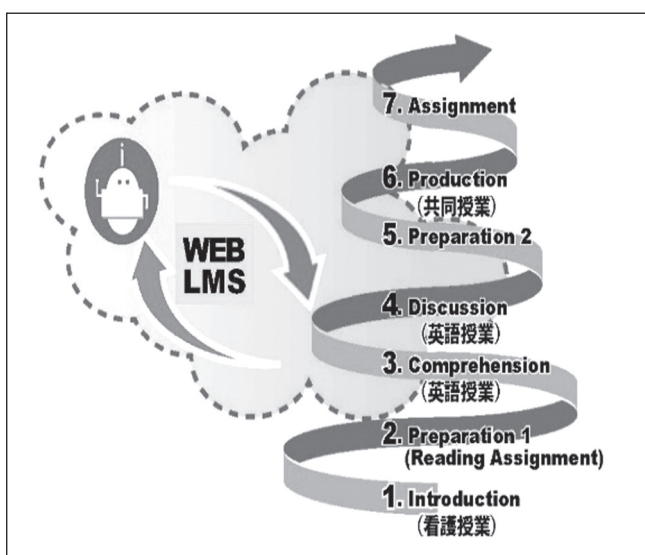 7. Assignment
6. Production
(共同授業)
5. Preparation 2
WEB
LMS
4. Discussion
(英語授業)
3. Comprehension
(英語授業)
2. Preparation 1
(Reading Assignment)
1. Introduction
(看護授業)